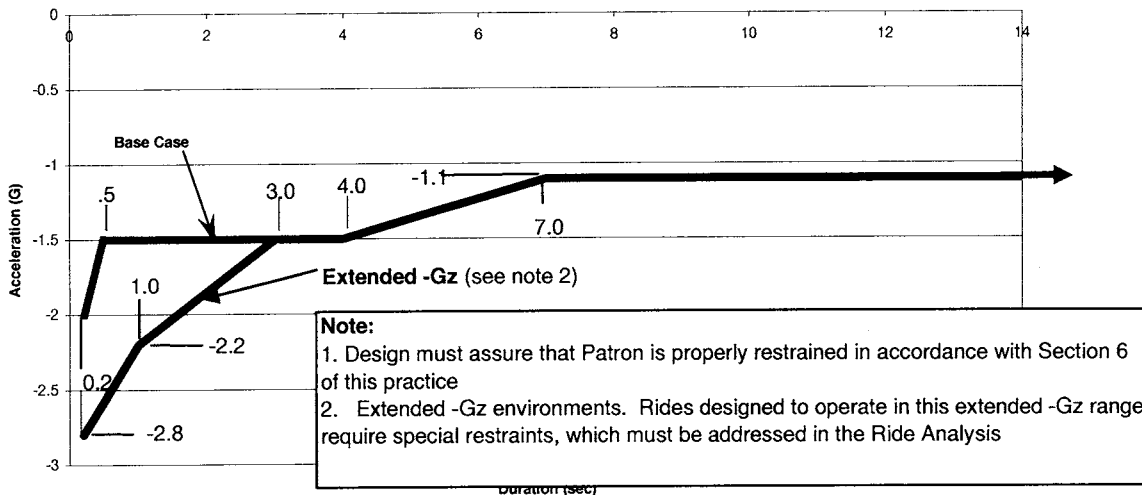 0
0 2 4 6 8 10 12 14
-0.5
Base Case
-1
.5 3.0 4.0 -1.1
7.0
-1.5
Acceleration (G)
Extended -Gz (see note 2)
1.0
-2
-2.2
0.2
-2.5
-2.8
-3
Note:
1. Design must assure that Patron is properly restrained in accordance with Section 6
of this practice
2. Extended -Gz environments. Rides designed to operate in this extended -Gz range
require special restraints, which must be addressed in the Ride Analysis
Duration (sec)